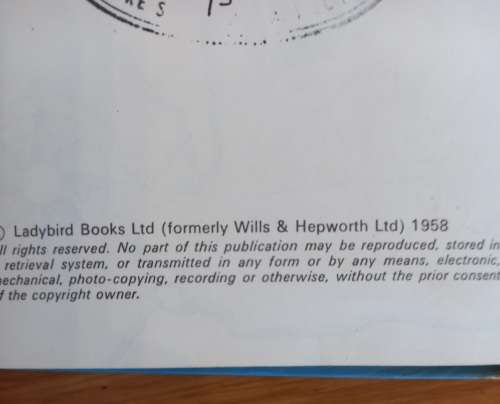 KES
Ladybird Books Ltd (formerly Wills & Hepworth Ltd) 1958
ll rights reserved. No part of this publication may be reproduced, stored in
retrieval system, or transmitted in any form or by any means, electronic,
echanical, photo-copying, recording or otherwise, without the prior consent
f the copyright owner.